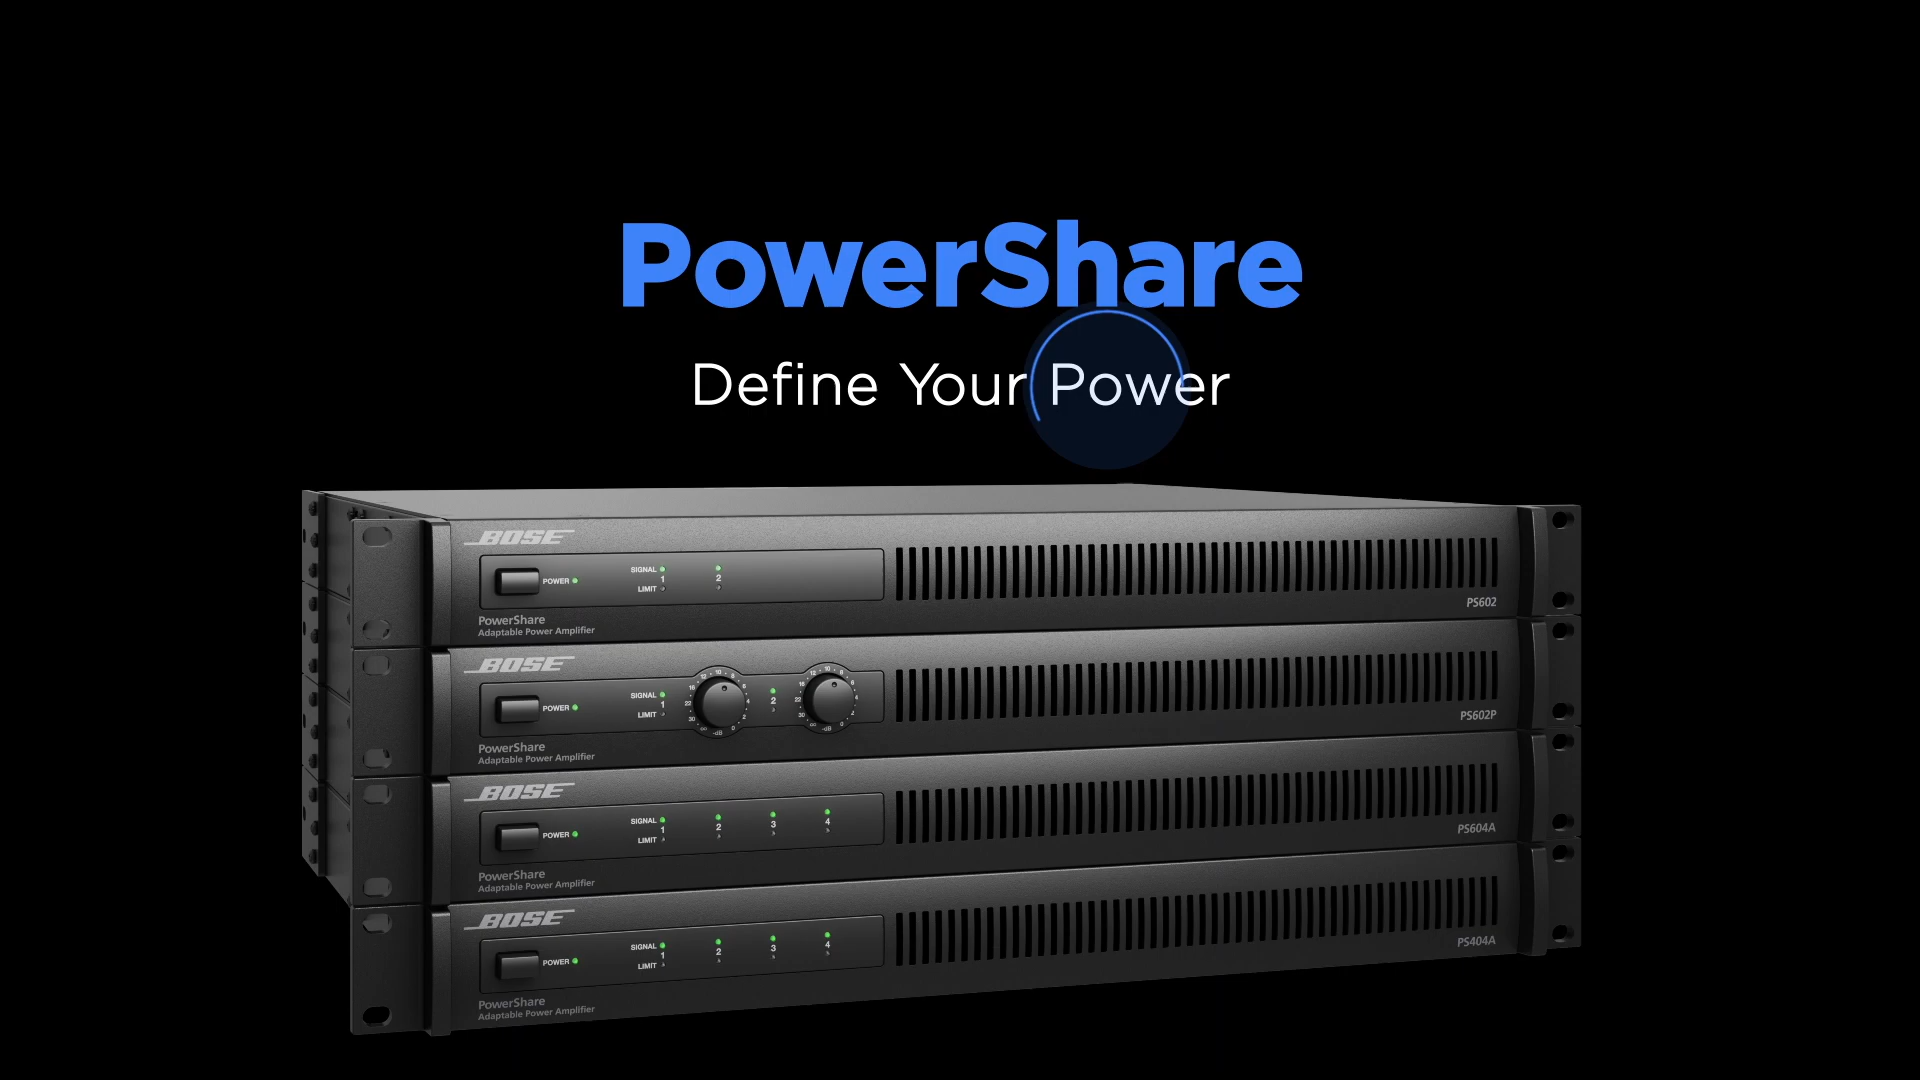 PowerShare
Define Your Power
BOSE
POWER
SIGNAL
1 2
LIMIT
PS602
PowerShare
Adaptable Power Amplifier
BOSE
POWER
SIGNAL
1 2
LIMIT
PS602P
PowerShare
Adaptable Power Amplifier
BOSE
POWER
SIGNAL
1 2 3 4
LIMIT
PS604A
PowerShare
Adaptable Power Amplifier
BOSE
POWER
SIGNAL
1 2 3 4
LIMIT
PS404A
PowerShare
Adaptable Power Amplifier